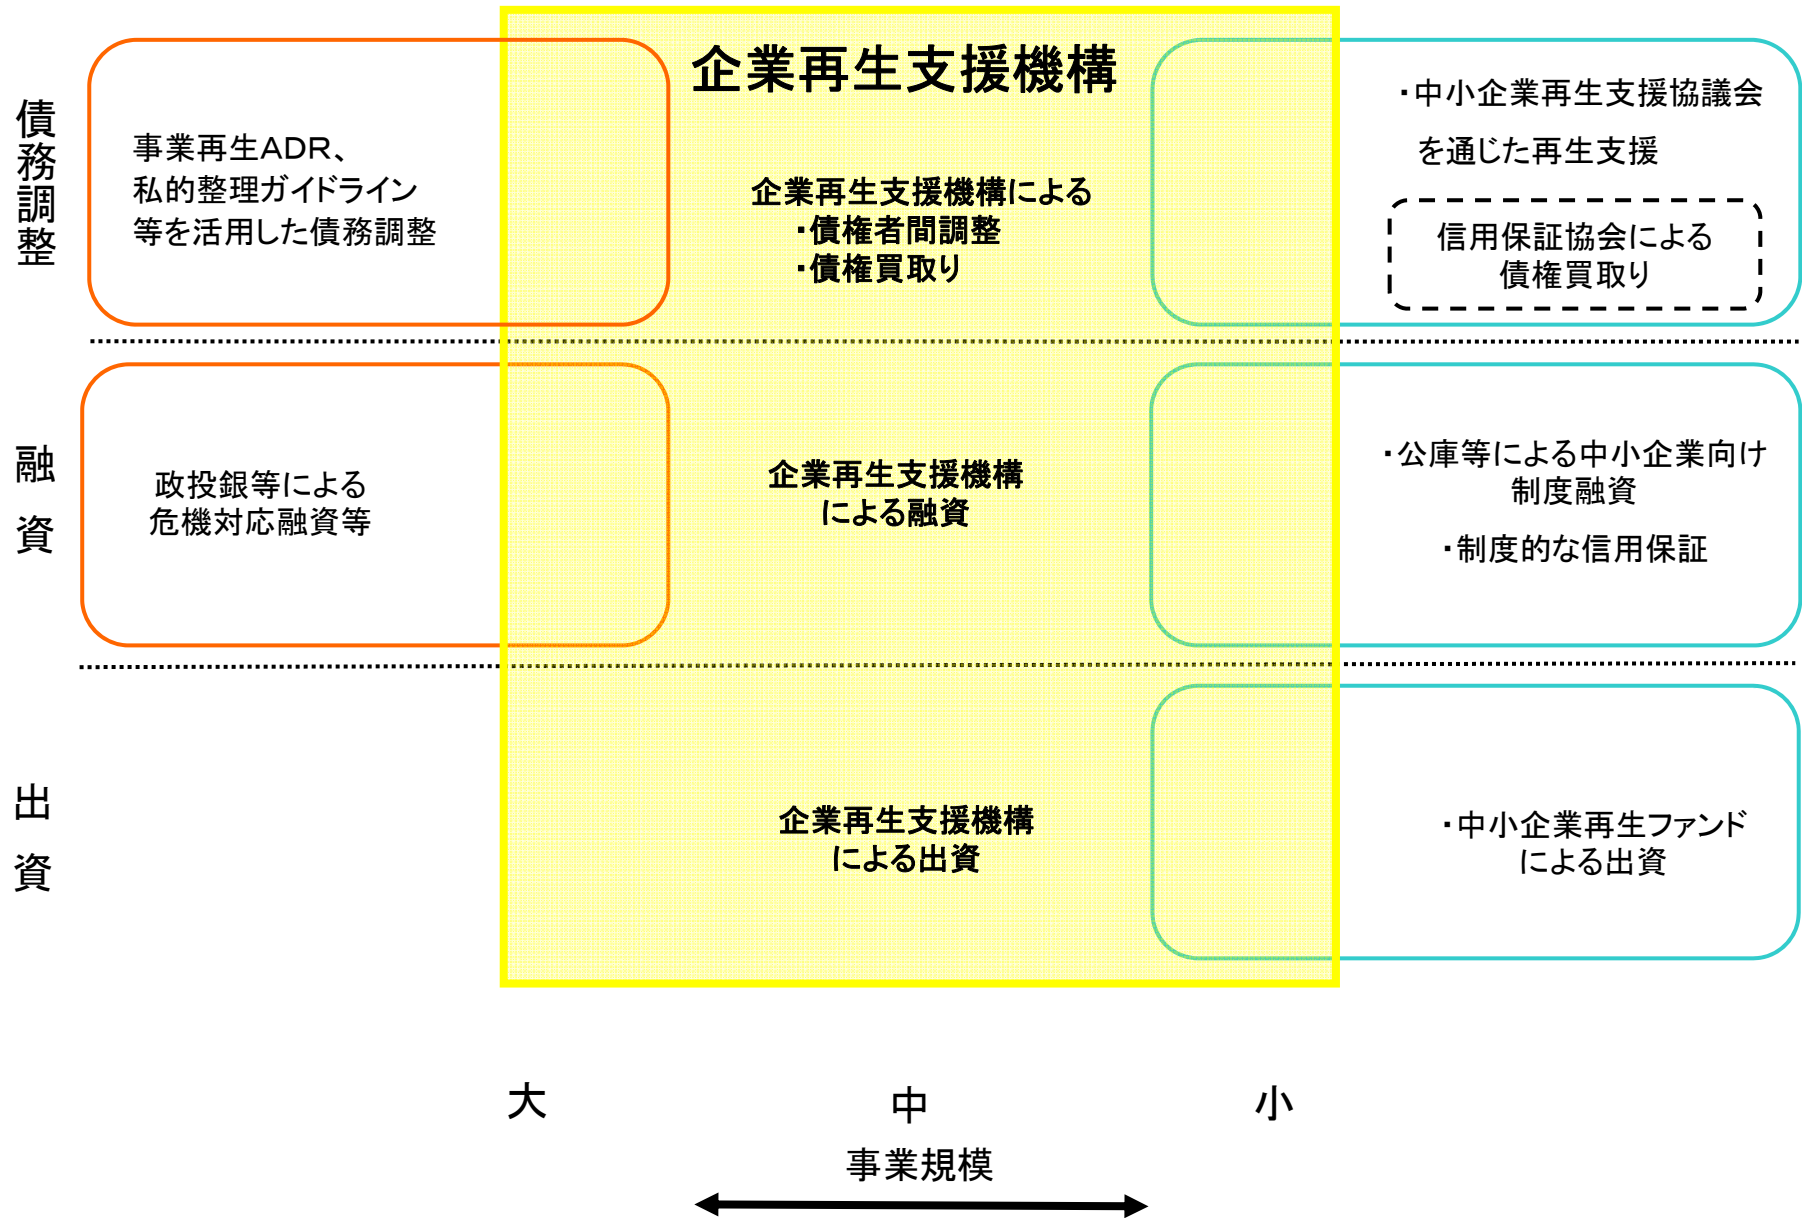 企業再生支援機構
債務調整
事業再生ADR、
私的整理ガイドライン
等を活用した債務調整
企業再生支援機構による
・債権者間調整
・債権買取り
・中小企業再生支援協議会
を通じた再生支援
信用保証協会による
債権買取り
融資
政投銀等による
危機対応融資等
企業再生支援機構
による融資
・公庫等による中小企業向け
制度融資
・制度的な信用保証
出資
企業再生支援機構
による出資
・中小企業再生ファンド
による出資
大 中 小
事業規模